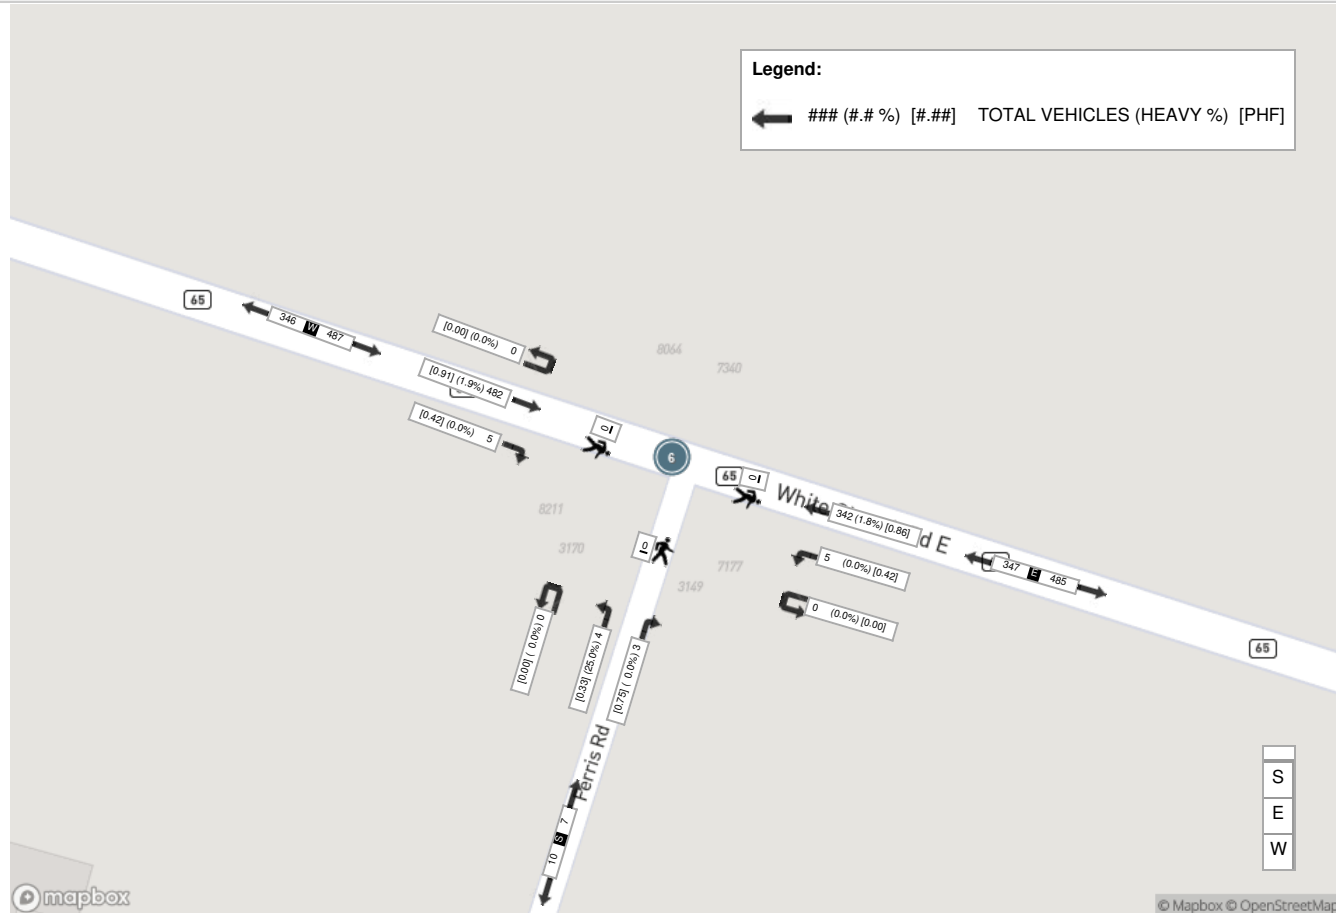 Legend:
### (#.# %) [#.##] TOTAL VEHICLES (HEAVY %) [PHF]
65
346 W 487
[0.00] (0.0%) 0
[0.91] (1.9%) 482
[0.42] (0.0%) 5
8064
7340
0
6
65
0
342 (1.8%) [0.86]
d E
8211
3170
0
7177
3149
5 (0.0%) [0.42]
0 (0.0%) [0.00]
347 E 485
65
[0.00] ( 0.0%) 0
[0.33] (25.0%) 4
[0.75] ( 0.0%) 3
Ferris Rd
10 S 7
S
E
W
mapbox
© Mapbox © OpenStreetMap